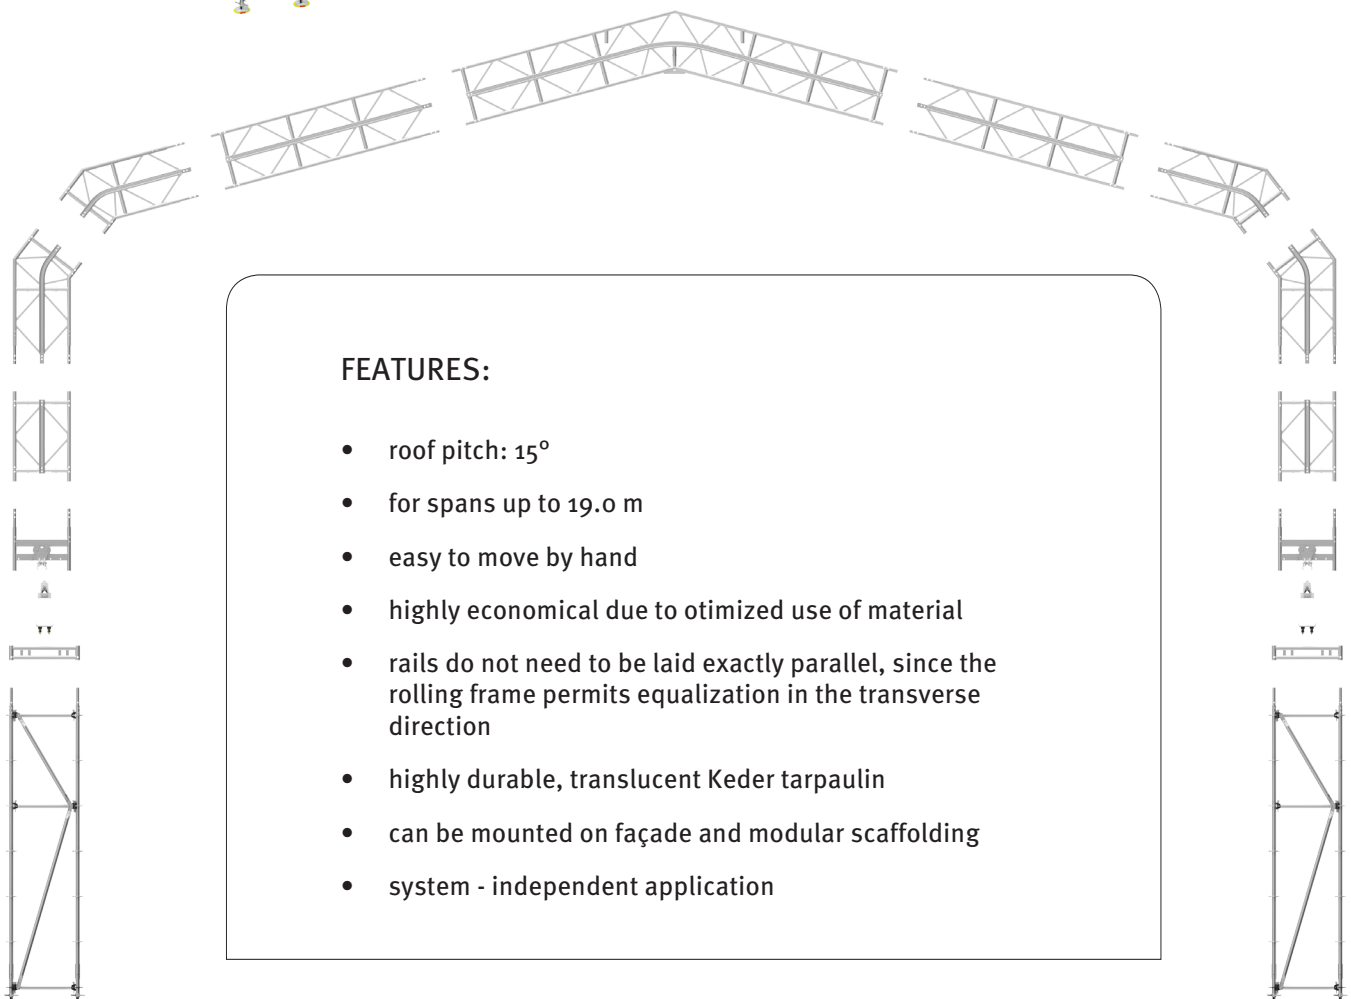 FEATURES:
• roof pitch: 15°
• for spans up to 19.0 m
• easy to move by hand
• highly economical due to otimized use of material
• rails do not need to be laid exactly parallel, since the
rolling frame permits equalization in the transverse
direction
• highly durable, translucent Keder tarpaulin
• can be mounted on façade and modular scaffolding
• system - independent application